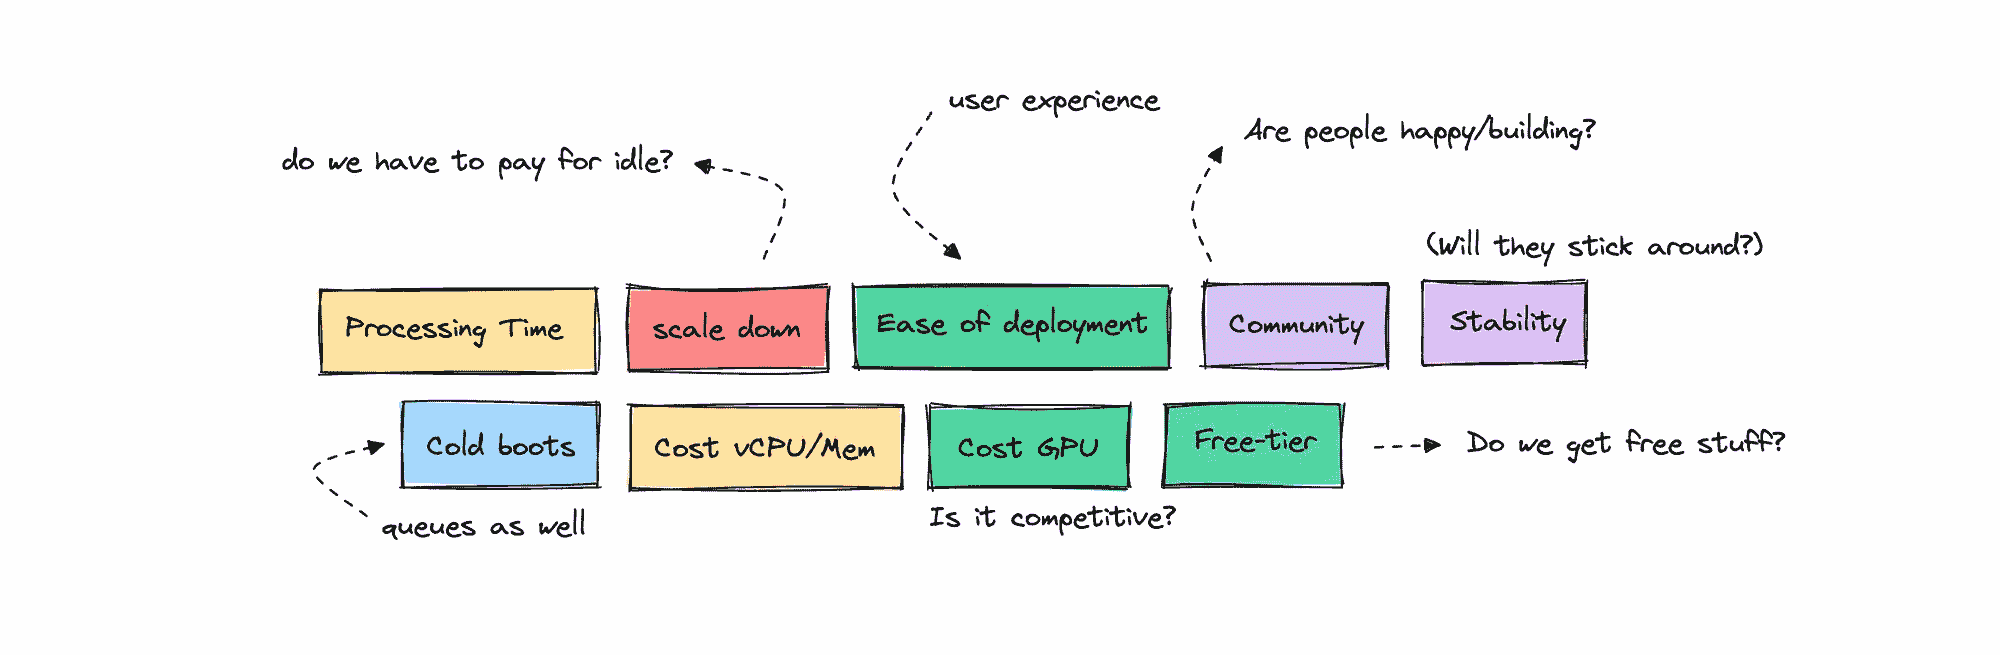 user experience
Are people happy/building?
do we have to pay for idle?
(Will they stick around?)
Processing Time
scale down
Ease of deployment
Community
Stability
Cold boots
Cost vCPU/Mem
Cost GPU
Free-tier
Do we get free stuff?
queues as well
Is it competitive?